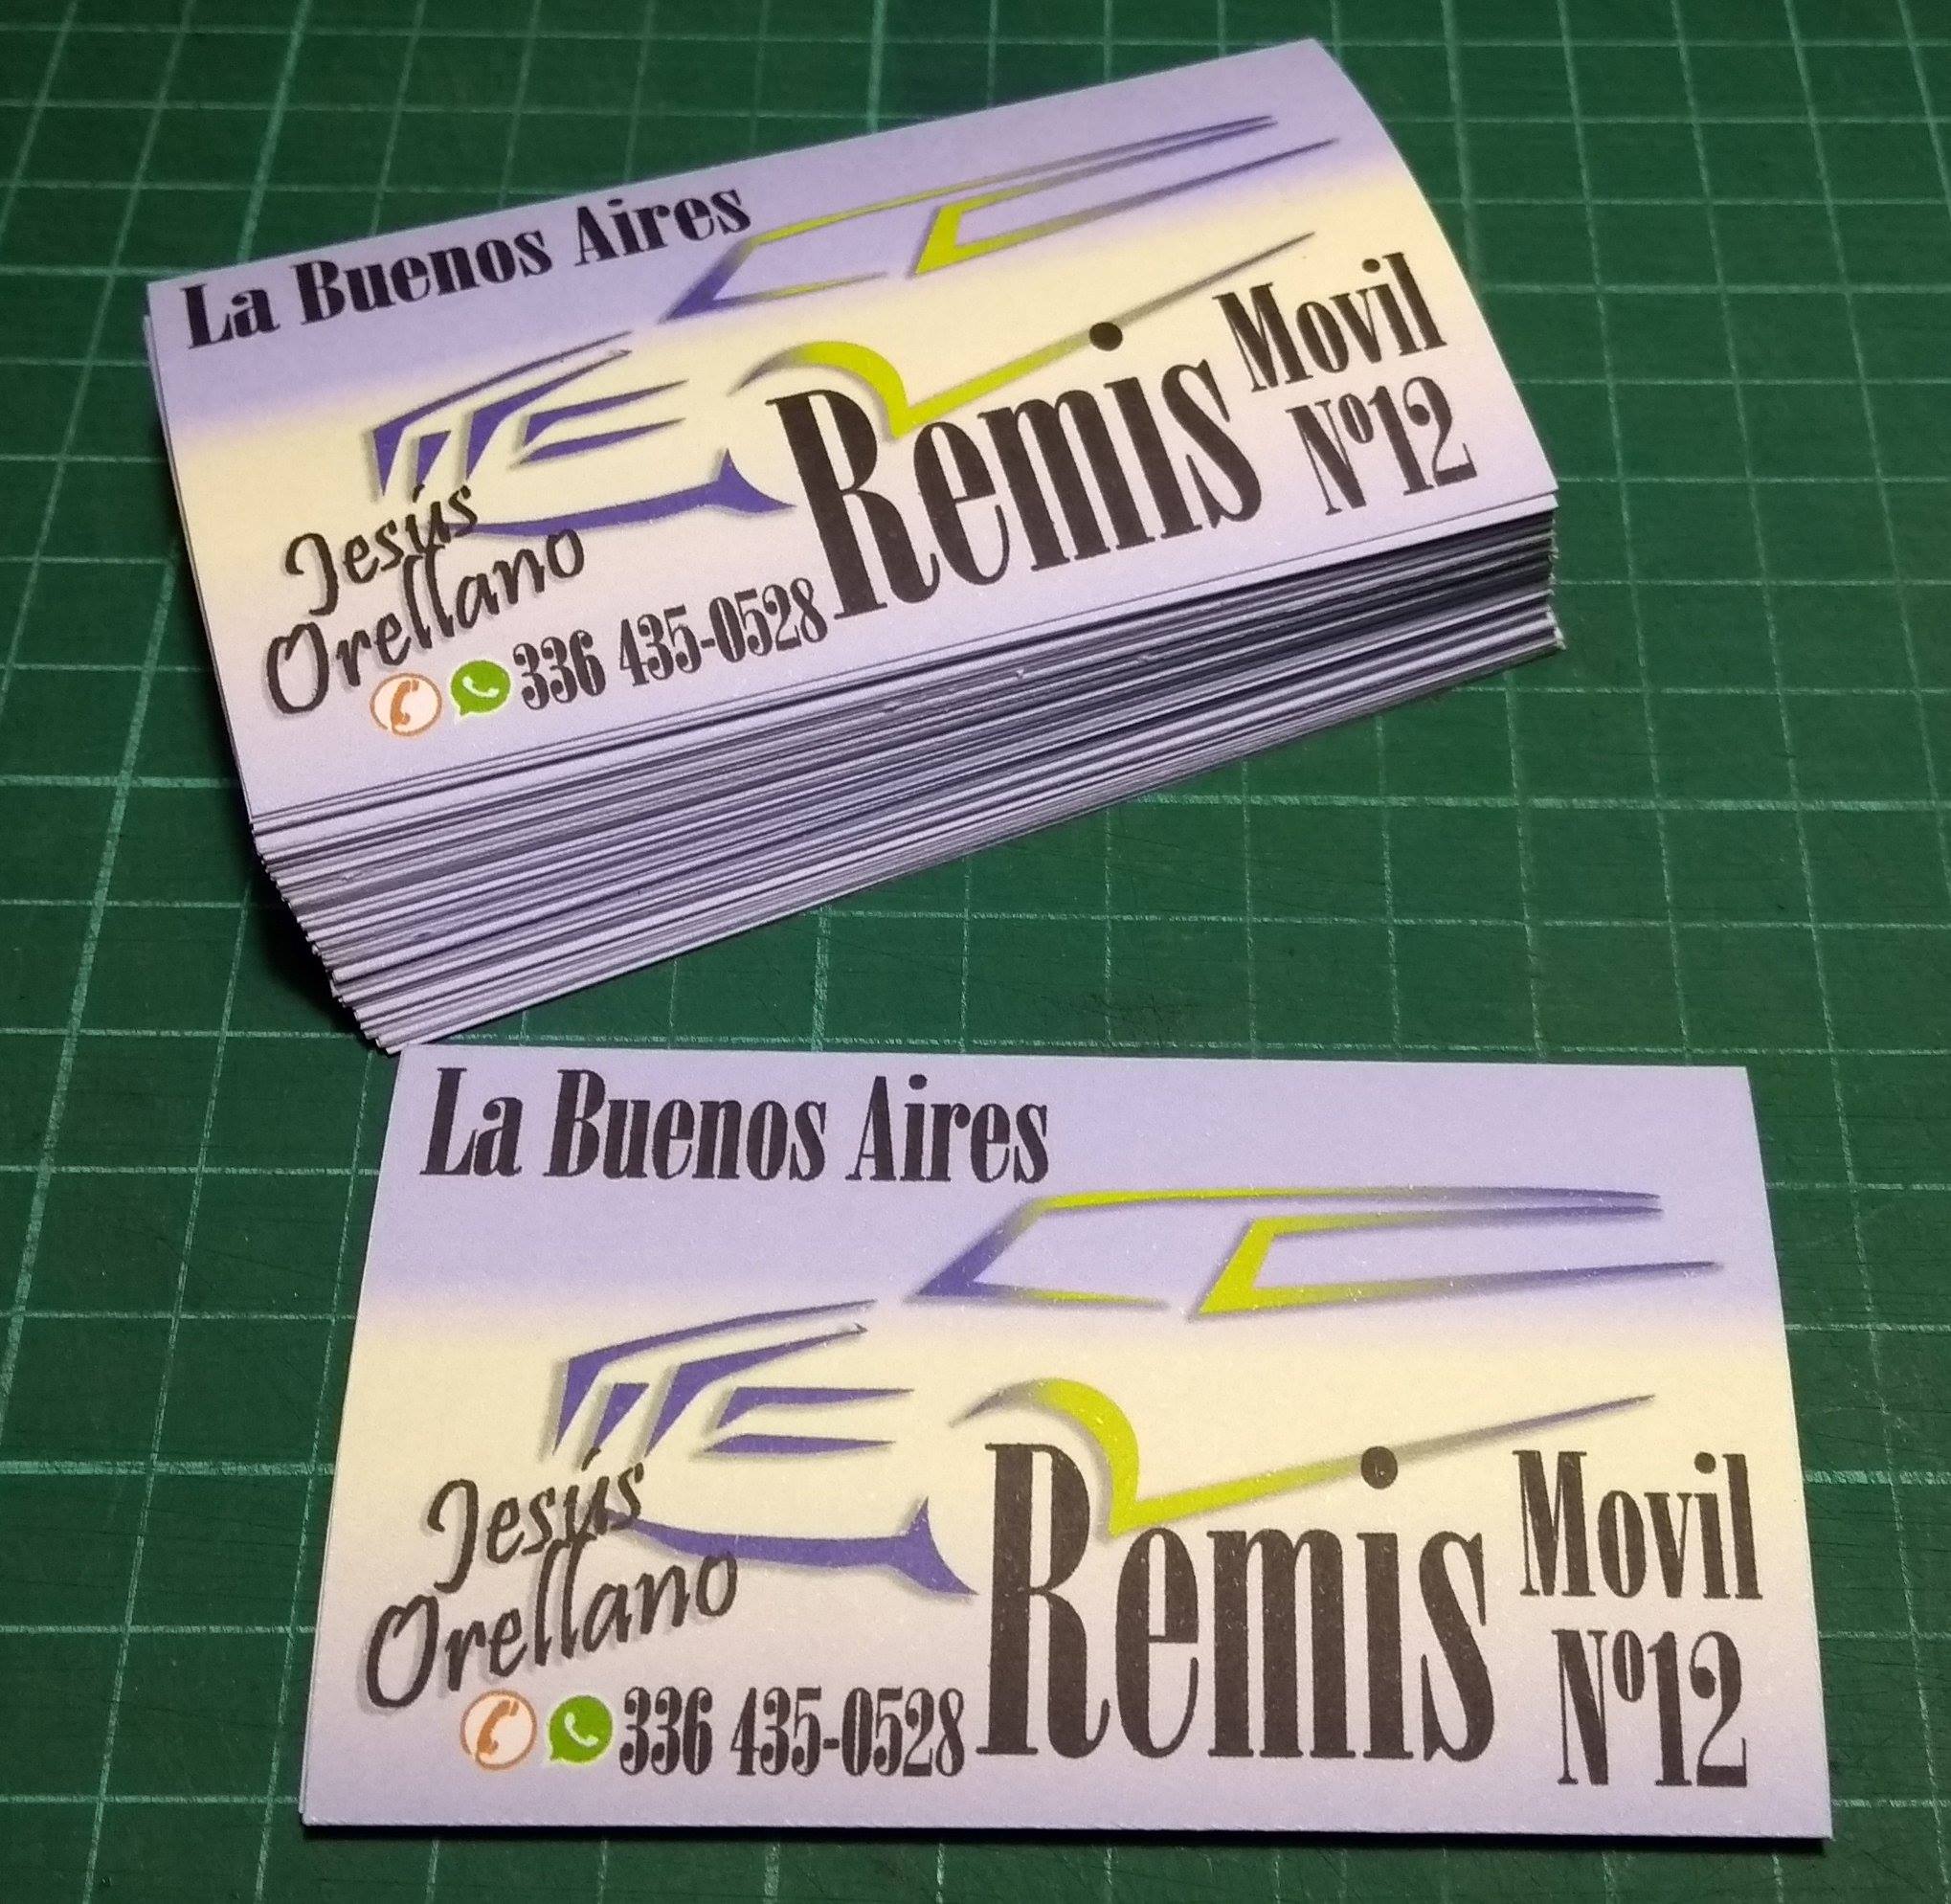 La Buenos Aires
Remis
Movil
Nº12
Jesús
Orellano
336 435-0528
La Buenos Aires
Remis
Movil
Nº12
Jesús
Orellano
336 435-0528